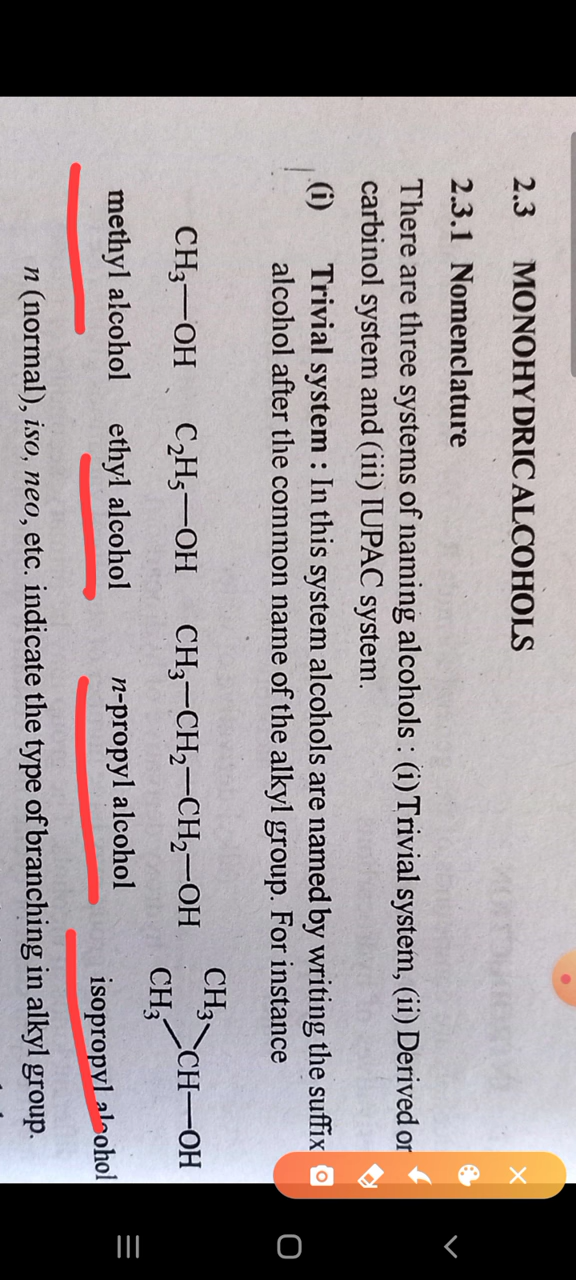 2.3 MONOHYDRIC ALCOHOLS
2.3.1 Nomenclature
There are three systems of naming alcohols : (i) Trivial system, (ii) Derived or
carbinol system and (iii) IUPAC system.
(i) Trivial system : In this system alcohols are named by writing the suffix
alcohol after the common name of the alkyl group. For instance
CH₃
CH₃—OH C₂H₅—OH CH₃—CH₂—CH₂—OH CH—OH
CH₃
methyl alcohol ethyl alcohol n-propyl alcohol isopropyl alcohol
n (normal), iso, neo, etc. indicate the type of branching in alkyl group.